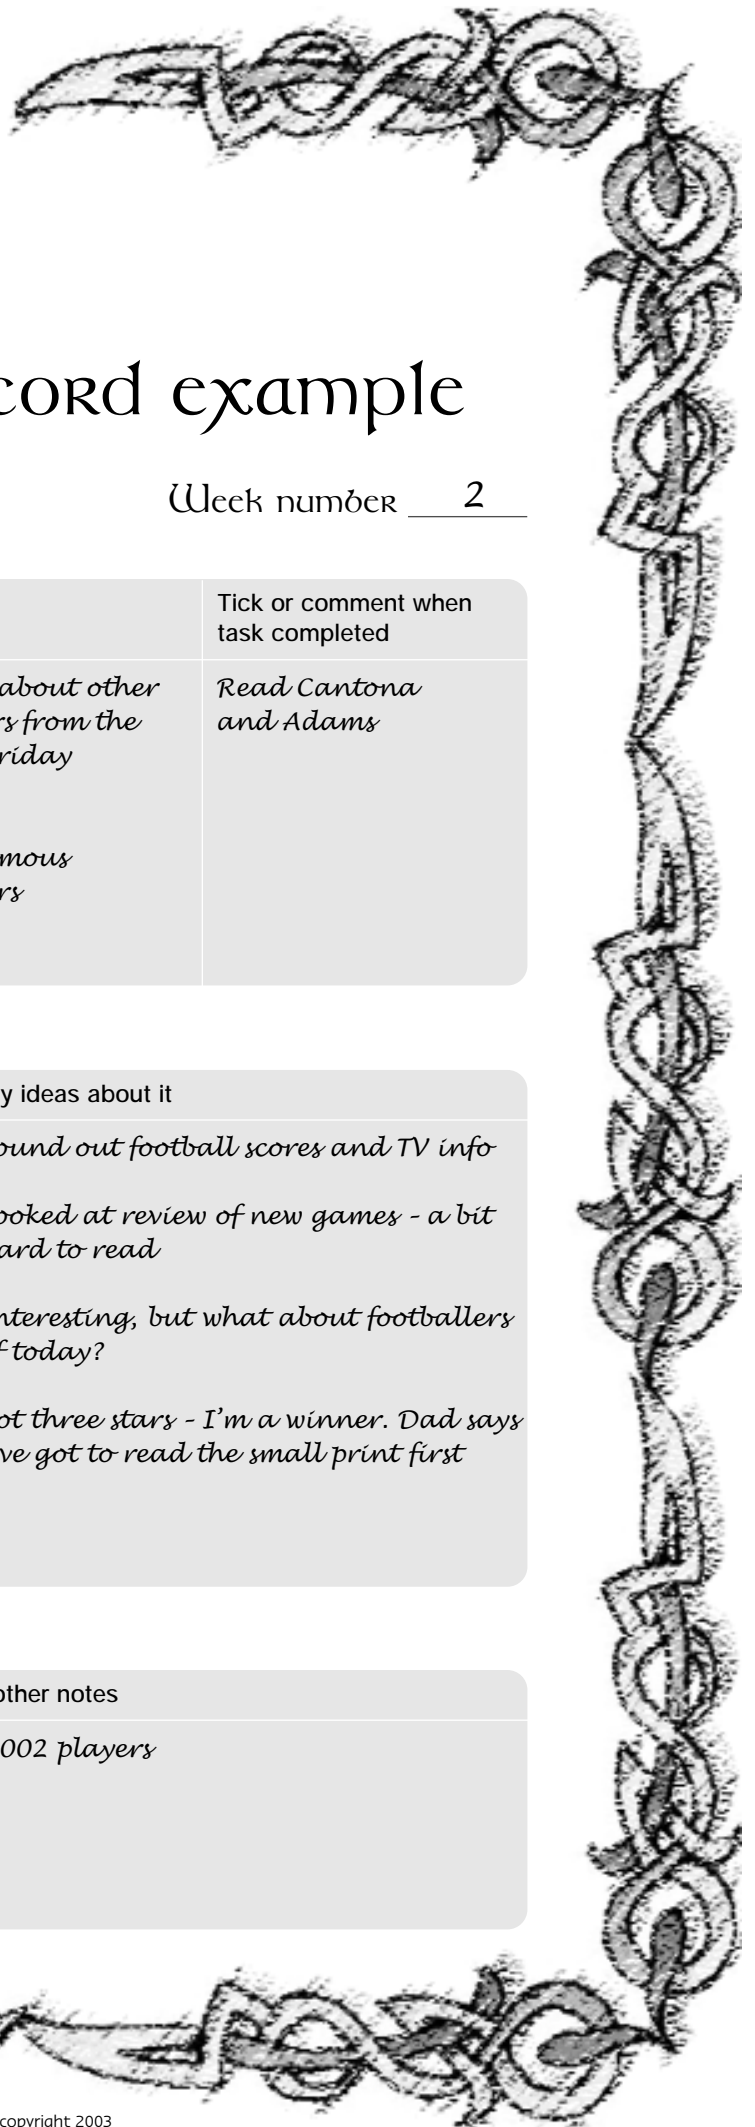 cord example
Week number 2
Tick or comment when
task completed
about other
rs from the
riday
mous
rs
Read Cantona
and Adams
y ideas about it
ound out football scores and TV info
ooked at review of new games – a bit
ard to read
nteresting, but what about footballers
f today?
ot three stars – I'm a winner. Dad says
ve got to read the small print first
other notes
002 players
copyright 2003